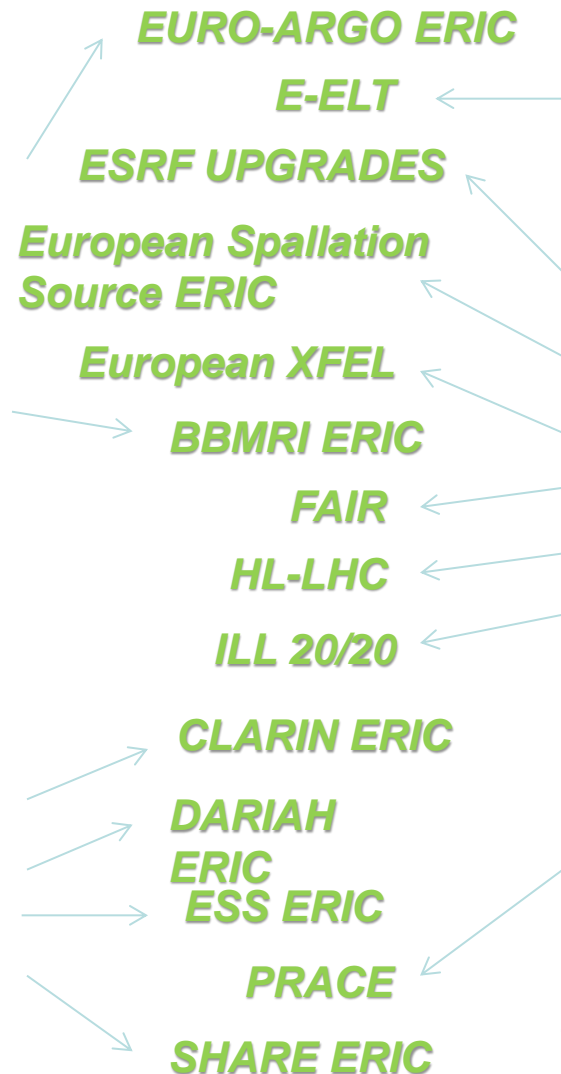 EURO-ARGO ERIC
E-ELT
ESRF UPGRADES
European Spallation
Source ERIC
European XFEL
BBMRI ERIC
FAIR
HL-LHC
ILL 20/20
CLARIN ERIC
DARIAH
ERIC
ESS ERIC
PRACE
SHARE ERIC